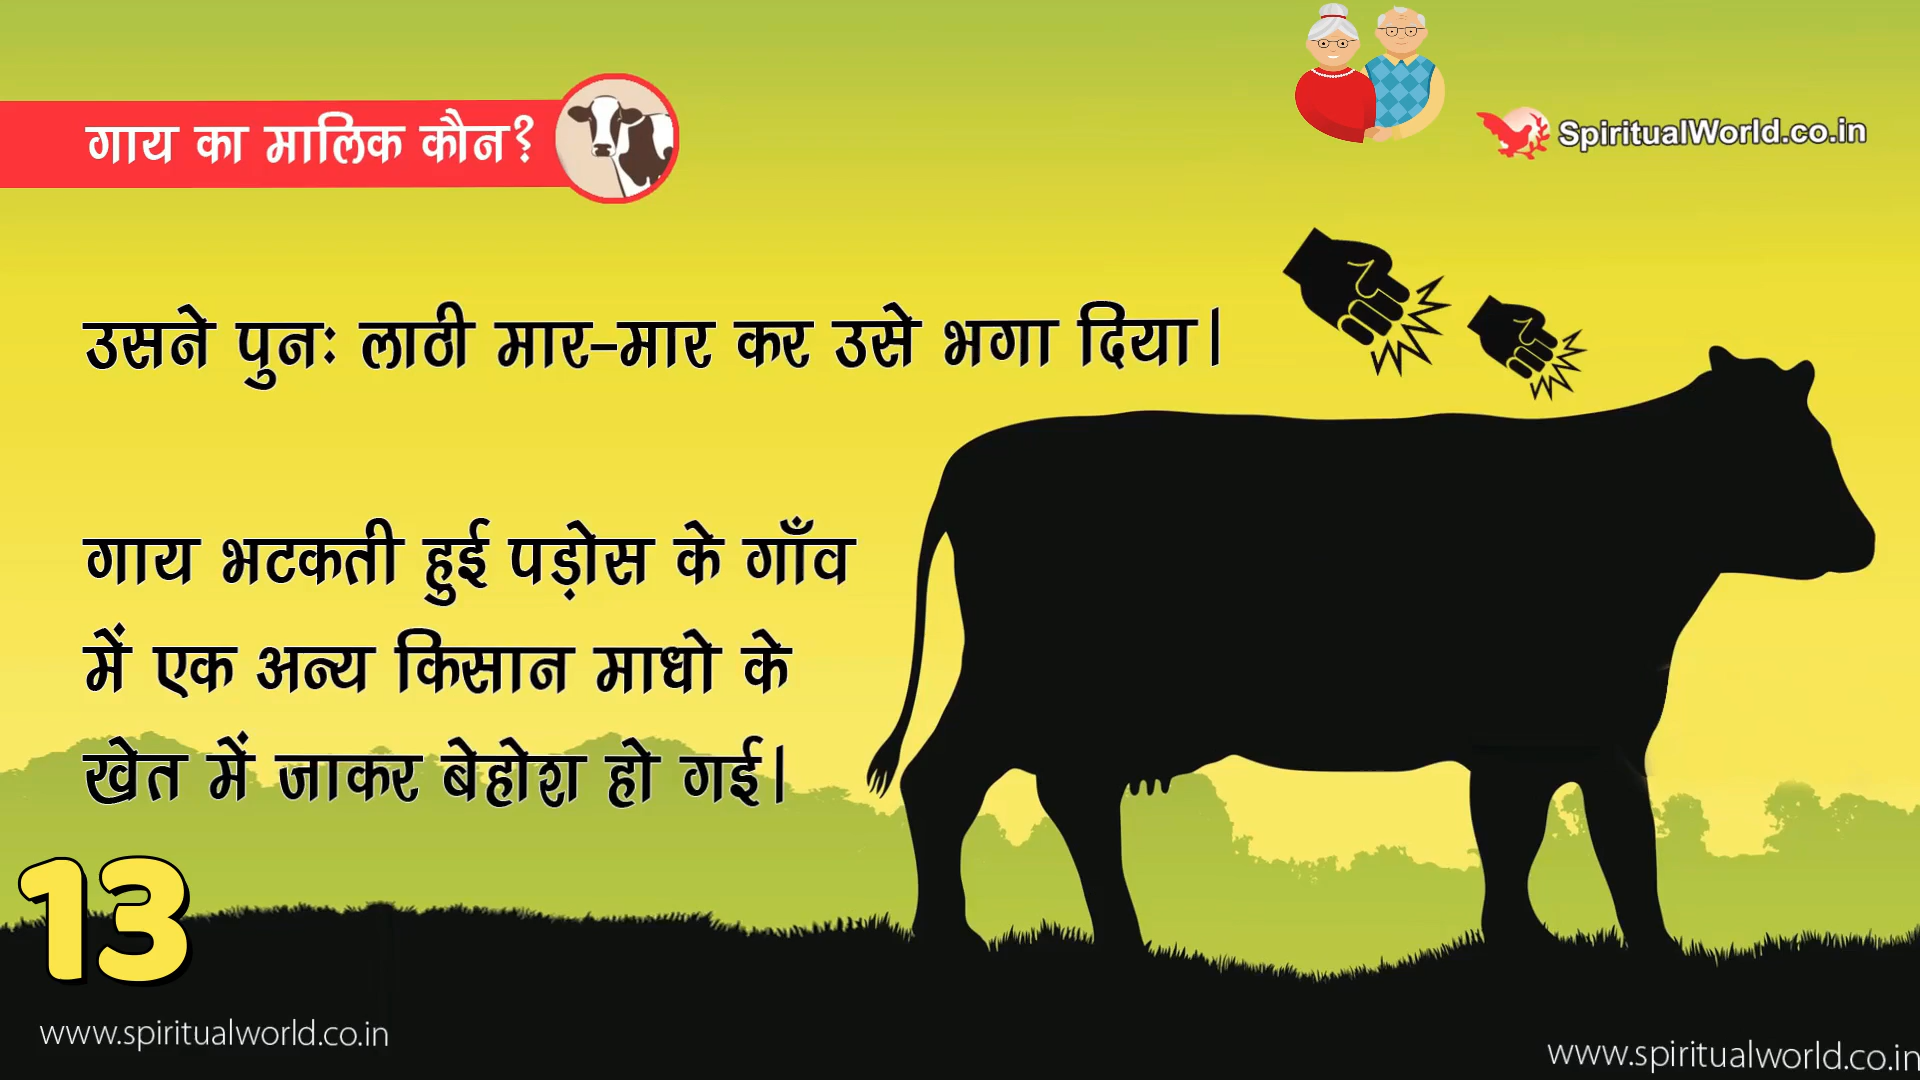 गाय का मालिक कौन?
SpiritualWorld.co.in
उसने पुनः लाठी मार-मार कर उसे भगा दिया।
गाय भटकती हुई पड़ोस के गाँव
में एक अन्य किसान माधो के
खेत में जाकर बेहोश हो गई।
13
www.spiritualworld.co.in
www.spiritualworld.co.in